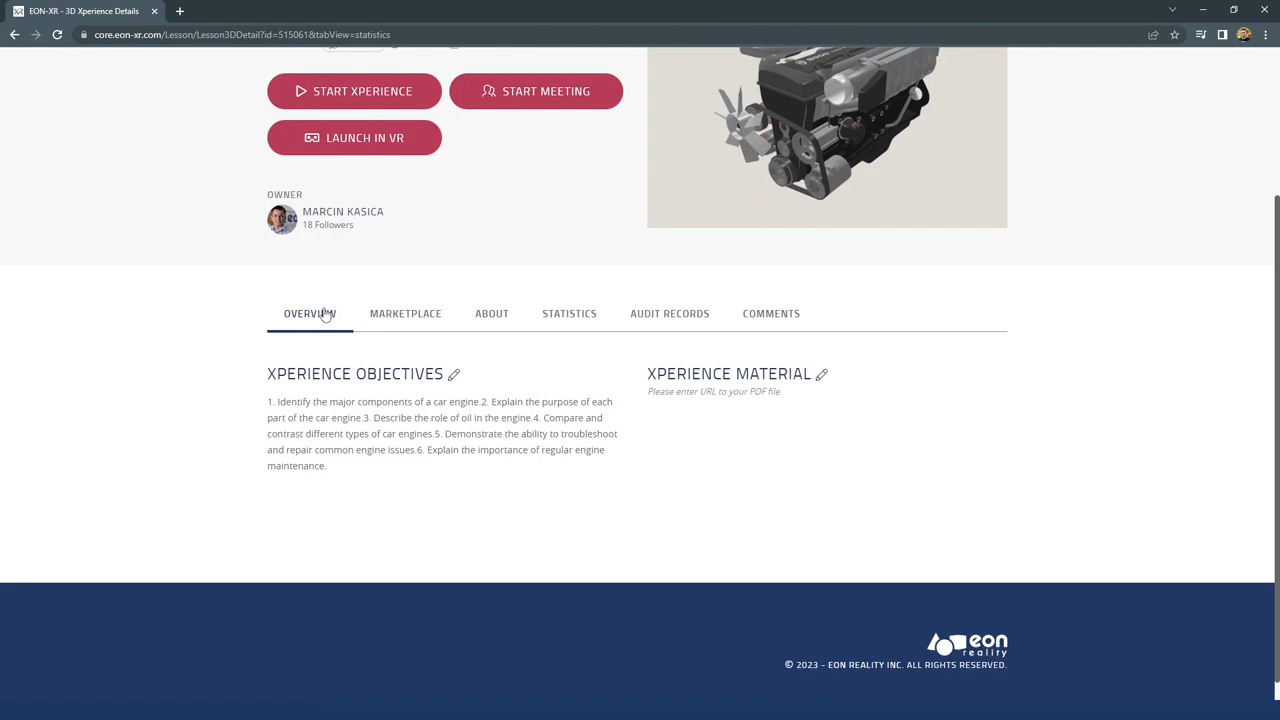 EON-XR - 3D Xperience Details
core.eon-xr.com/Lesson/Lesson3DDetail?id=515061&tabView=statistics
START XPERIENCE
START MEETING
LAUNCH IN VR
OWNER
MARCIN KASICA
18 Followers
OVERVIEW MARKETPLACE ABOUT STATISTICS AUDIT RECORDS COMMENTS
XPERIENCE OBJECTIVES
1. Identify the major components of a car engine.2. Explain the purpose of each
part of the car engine.3. Describe the role of oil in the engine.4. Compare and
contrast different types of car engines.5. Demonstrate the ability to troubleshoot
and repair common engine issues.6. Explain the importance of regular engine
maintenance.
XPERIENCE MATERIAL
Please enter URL to your PDF file.
eon
reality
© 2023 - EON REALITY INC. ALL RIGHTS RESERVED.